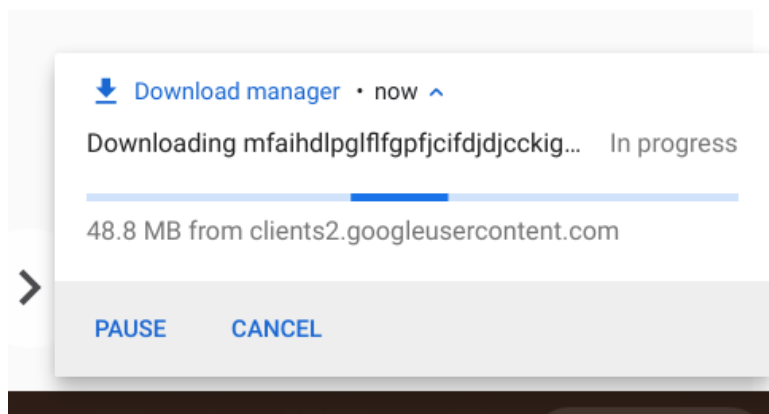 Download manager • now
Downloading mfaihdlpglflfgpfjcifdjdjcckig... In progress
48.8 MB from clients2.googleusercontent.com
PAUSE CANCEL